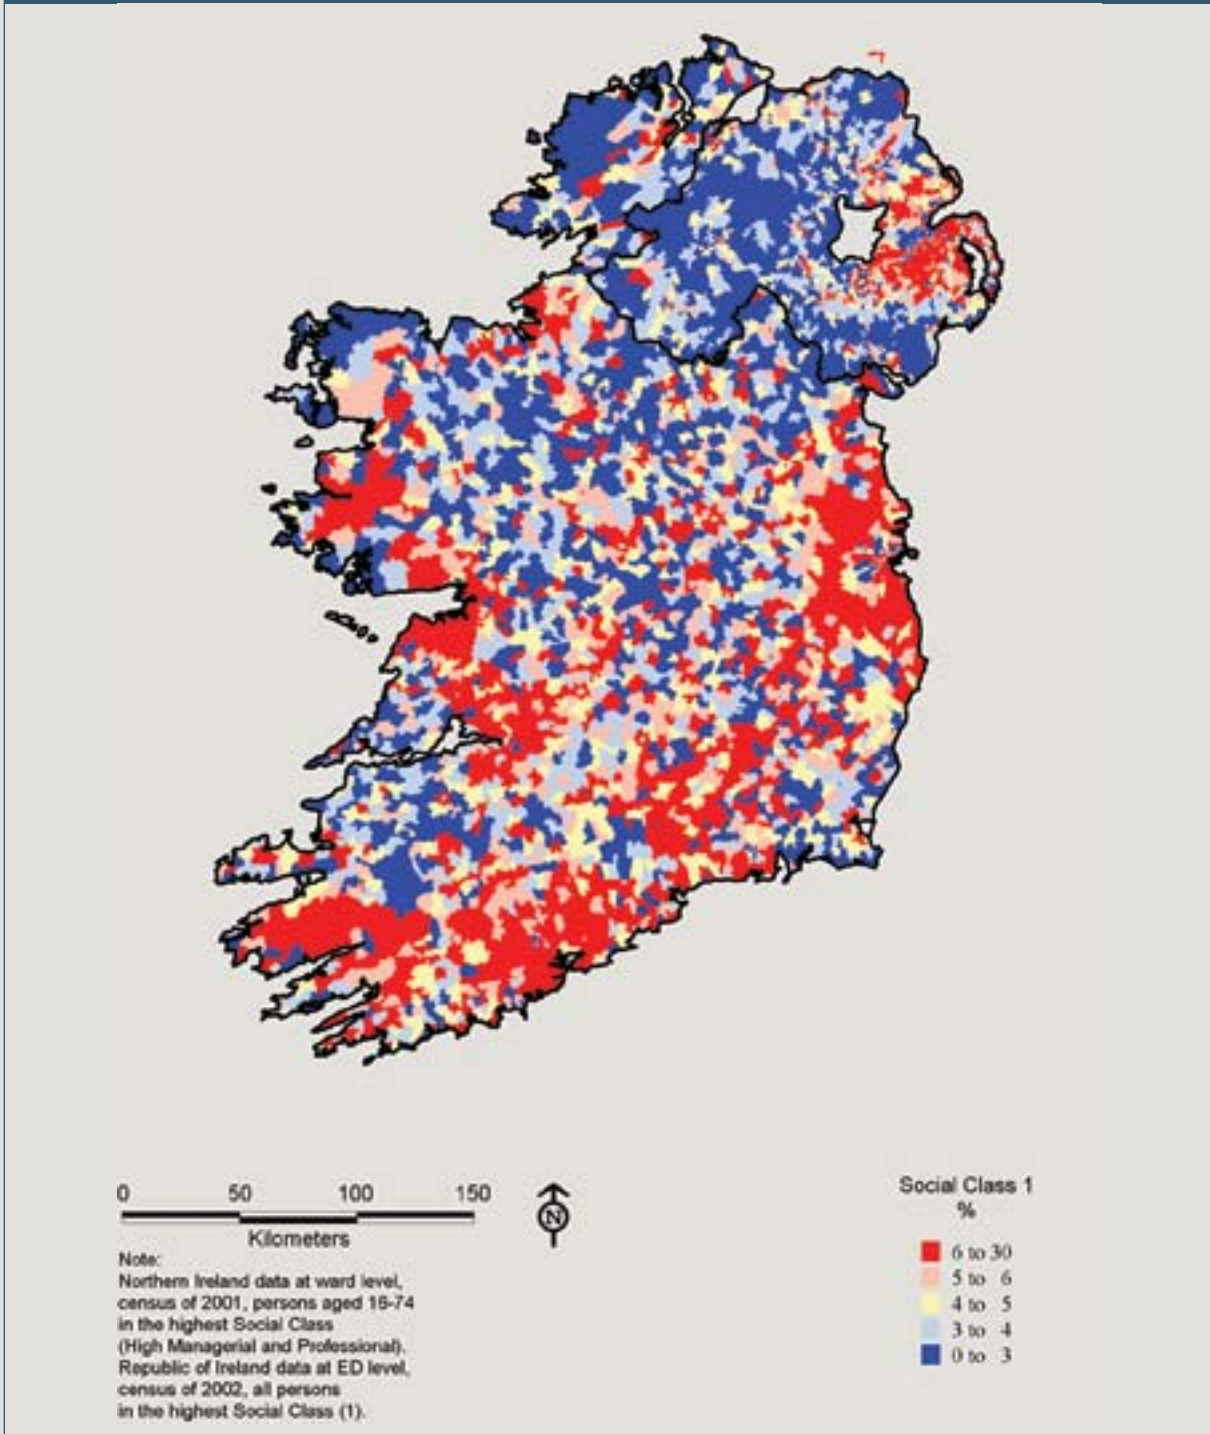 0 50 100 150
Kilometers
N
Note:
Northern Ireland data at ward level,
census of 2001, persons aged 16-74
in the highest Social Class
(High Managerial and Professional).
Republic of Ireland data at ED level,
census of 2002, all persons
in the highest Social Class (1).
Social Class 1
%
6 to 30
5 to 6
4 to 5
3 to 4
0 to 3